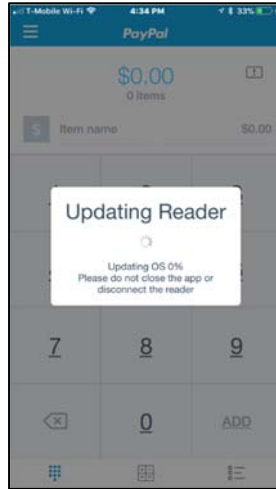 T-Mobile Wi-Fi 4:34 PM 33%
PayPal
$0.00
0 items
$ Item name $0.00
Updating Reader
Updating OS 0%
Please do not close the app or
disconnect the reader
7 8 9
0 ADD